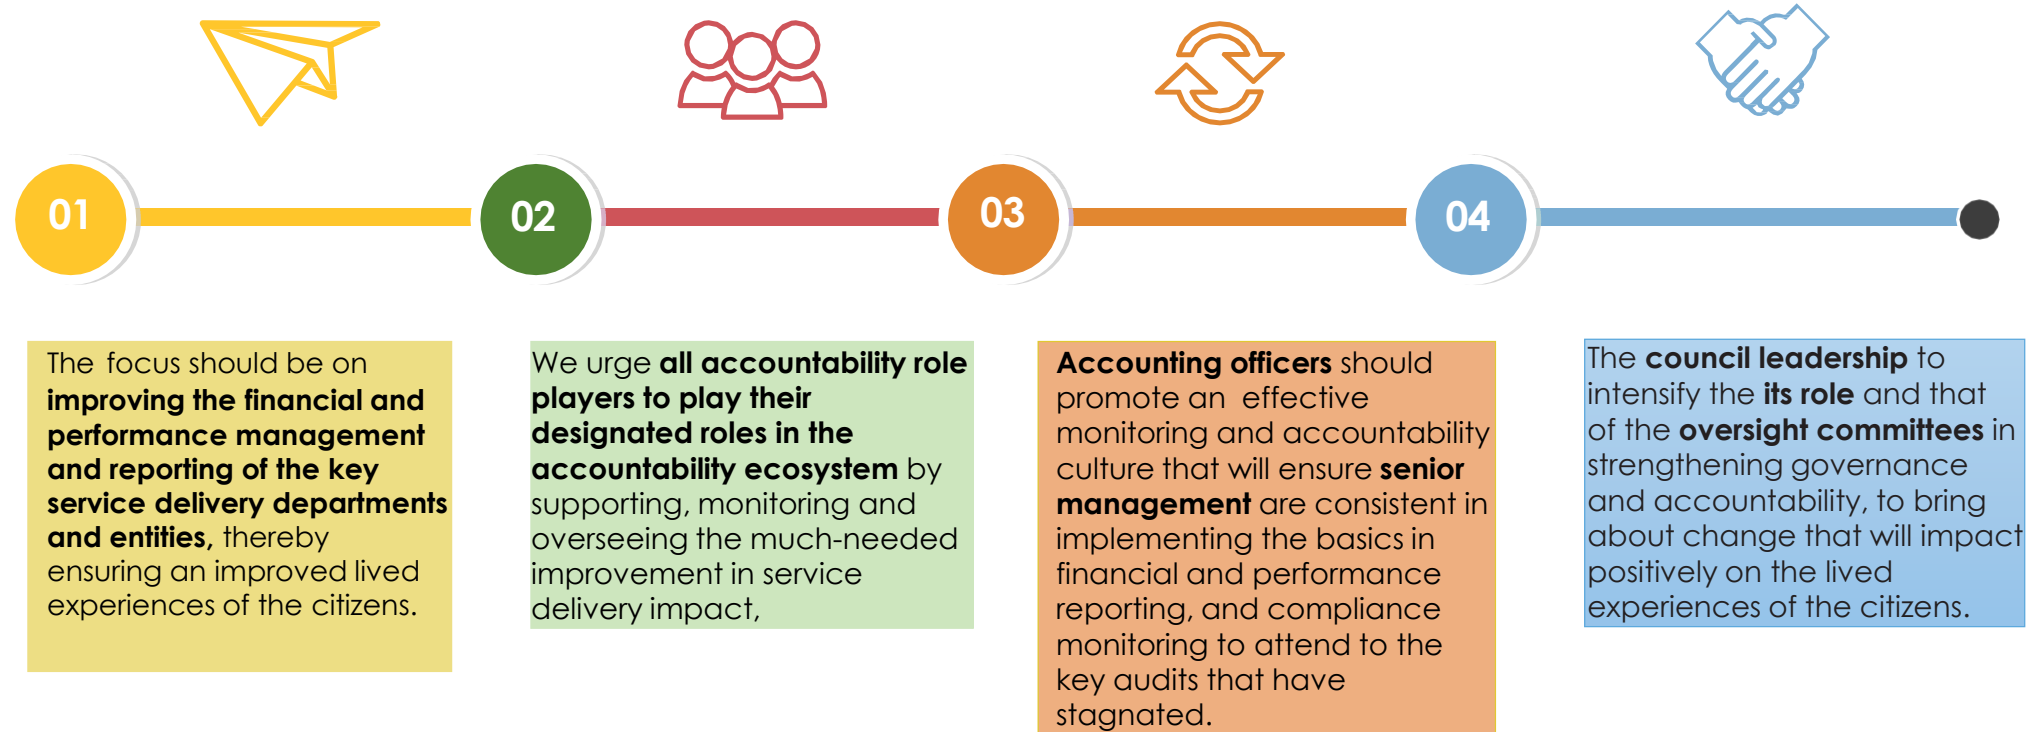 01
02
03
04
The focus should be on
improving the financial and
performance management
and reporting of the key
service delivery departments
and entities, thereby
ensuring an improved lived
experiences of the citizens.
We urge all accountability role
players to play their
designated roles in the
accountability ecosystem by
supporting, monitoring and
overseeing the much-needed
improvement in service
delivery impact,
Accounting officers should
promote an effective
monitoring and accountability
culture that will ensure senior
management are consistent in
implementing the basics in
financial and performance
reporting, and compliance
monitoring to attend to the
key audits that have
stagnated.
The council leadership to
intensify the its role and that
of the oversight committees in
strengthening governance
and accountability, to bring
about change that will impact
positively on the lived
experiences of the citizens.